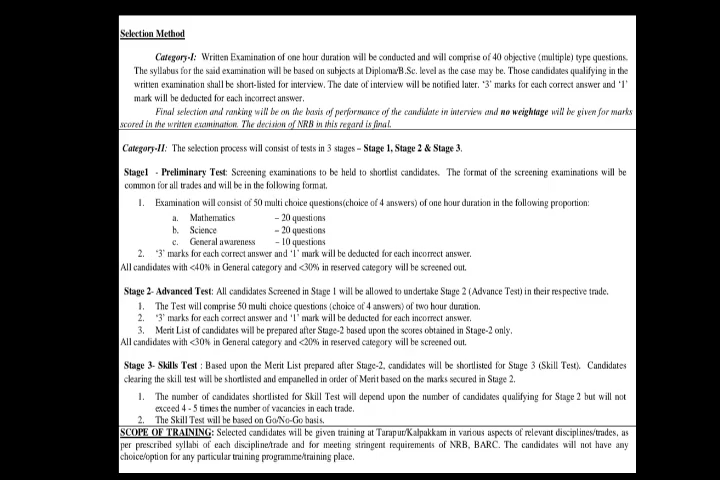 Selection Method
Category-I: Written Examination of one hour duration will be conducted and will comprise of 40 objective (multiple) type questions.
The syllabus for the said examination will be based on subjects at Diploma/B.Sc. level as the case may be. Those candidates qualifying in the
written examination shall be short-listed for interview. The date of interview will be notified later. '3' marks for each correct answer and '1'
mark will be deducted for each incorrect answer.
Final selection and ranking will be on the basis of performance of the candidate in interview and no weightage will be given for marks
scored in the written examination. The decision of NRB in this regard is final.
Category-II: The selection process will consist of tests in 3 stages – Stage 1, Stage 2 & Stage 3.
Stage1 - Preliminary Test: Screening examinations to be held to shortlist candidates. The format of the screening examinations will be
common for all trades and will be in the following format.
1. Examination will consist of 50 multi choice questions(choice of 4 answers) of one hour duration in the following proportion:
a. Mathematics – 20 questions
b. Science – 20 questions
c. General awareness – 10 questions
2. '3' marks for each correct answer and '1' mark will be deducted for each incorrect answer.
All candidates with <40% in General category and <30% in reserved category will be screened out.
Stage 2- Advanced Test: All candidates Screened in Stage 1 will be allowed to undertake Stage 2 (Advance Test) in their respective trade.
1. The Test will comprise 50 multi choice questions (choice of 4 answers) of two hour duration.
2. '3' marks for each correct answer and '1' mark will be deducted for each incorrect answer.
3. Merit List of candidates will be prepared after Stage-2 based upon the scores obtained in Stage-2 only.
All candidates with <30% in General category and <20% in reserved category will be screened out.
Stage 3- Skills Test : Based upon the Merit List prepared after Stage-2, candidates will be shortlisted for Stage 3 (Skill Test). Candidates
clearing the skill test will be shortlisted and empanelled in order of Merit based on the marks secured in Stage 2.
1. The number of candidates shortlisted for Skill Test will depend upon the number of candidates qualifying for Stage 2 but will not
exceed 4 - 5 times the number of vacancies in each trade.
2. The Skill Test will be based on Go/No-Go basis.
SCOPE OF TRAINING: Selected candidates will be given training at Tarapur/Kalpakkam in various aspects of relevant disciplines/trades, as
per prescribed syllabi of each discipline/trade and for meeting stringent requirements of NRB, BARC. The candidates will not have any
choice/option for any particular training programme/training place.